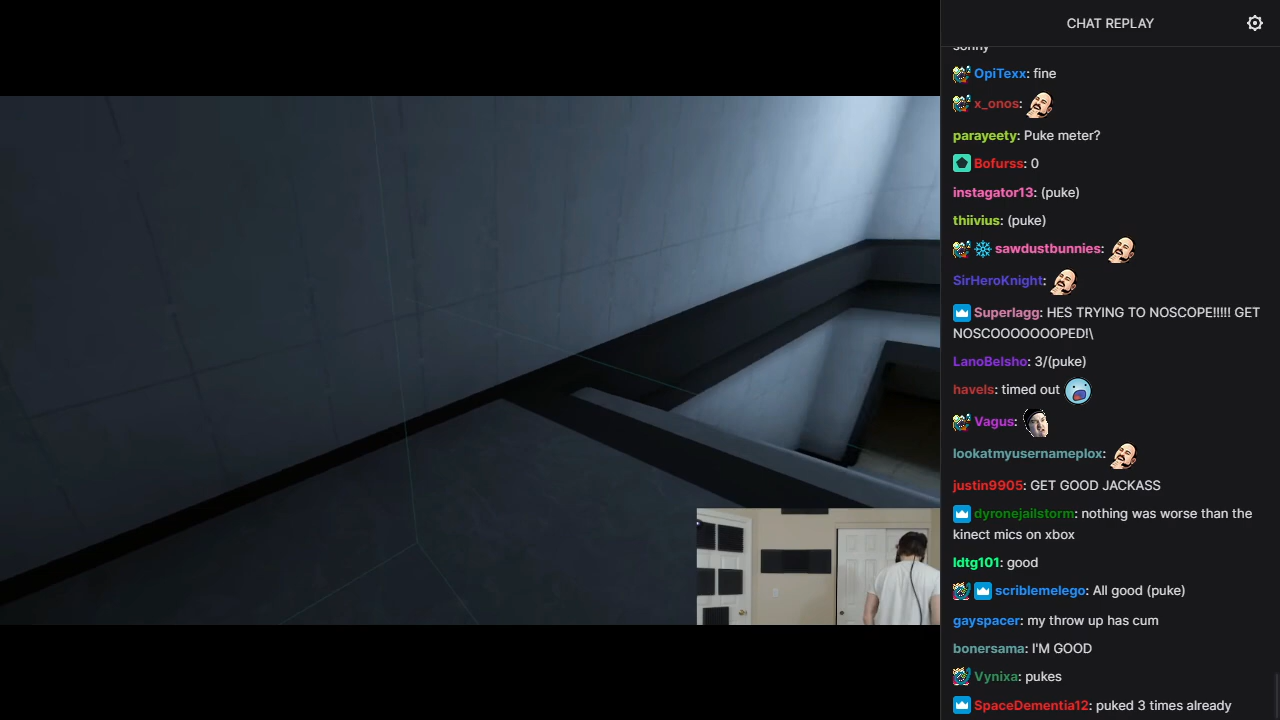 CHAT REPLAY
sonny
OpiTexx: fine
x_onos:
parayeety: Puke meter?
Bofurss: 0
instagator13: (puke)
thiivius: (puke)
sawdustbunnies:
SirHeroKnight:
Superlagg: HES TRYING TO NOSCOPE!!!!! GET
NOSCOOOOOOOPED!\
LanoBelsho: 3/(puke)
havels: timed out
Vagus:
lookatmyusernameplox:
justin9905: GET GOOD JACKASS
dyronejailstorm: nothing was worse than the
kinect mics on xbox
ldtg101: good
scriblemelego: All good (puke)
gayspacer: my throw up has cum
bonersama: I'M GOOD
Vynixa: pukes
SpaceDementia12: puked 3 times already